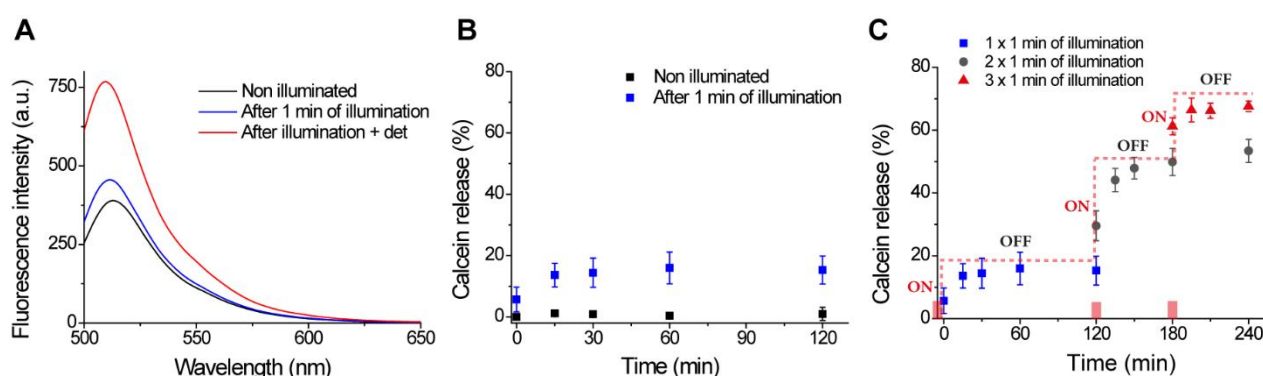 A
Fluorescence intensity (a.u.)
750
500
250
0
Non illuminated
After 1 min of illumination
After illumination + det
500
550
600
650
Wavelength (nm)
B
Calcein release (%)
80
60
40
20
0
Non illuminated
After 1 min of illumination
0
30
60
90
120
Time (min)
C
1 x 1 min of illumination
2 x 1 min of illumination
3 x 1 min of illumination
Calcein release (%)
80
60
40
20
0
ON
OFF
ON
OFF
ON
OFF
0
60
120
180
240
Time (min)